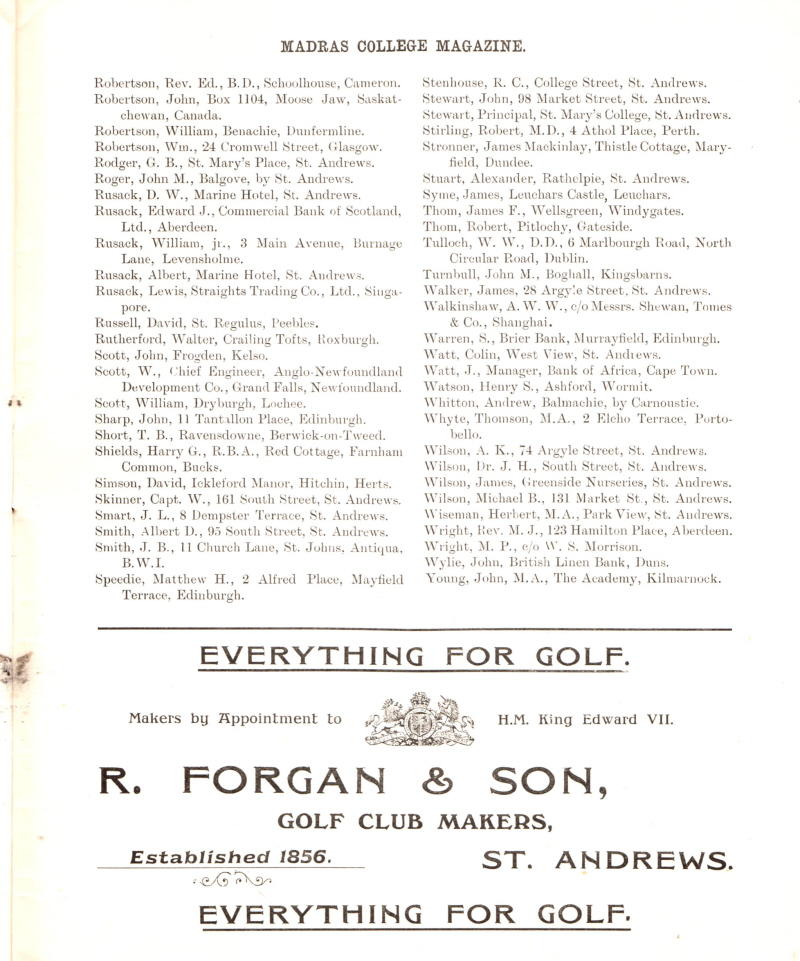 MADRAS COLLEGE MAGAZINE.
Robertson, Rev. Ed., B.D., Schoolhouse, Cameron.
Robertson, John, Box 1104, Moose Jaw, Saskat-
chewan, Canada.
Robertson, William, Benachie, Dunfermline.
Robertson, Wm., 24 Cromwell Street, Glasgow.
Rodger, G. B., St. Mary's Place, St. Andrews.
Roger, John M., Balgove, by St. Andrews.
Rusack, D. W., Marine Hotel, St. Andrews.
Rusack, Edward J., Commercial Bank of Scotland,
Ltd., Aberdeen.
Rusack, William, jr., 3 Main Avenue, Burnage
Lane, Levensholme.
Rusack, Albert, Marine Hotel, St. Andrews.
Rusack, Lewis, Straights Trading Co., Ltd., Singa-
pore.
Russell, David, St. Regulus, Peebles.
Rutherford, Walter, Crailing Tofts, Roxburgh.
Scott, John, Frogden, Kelso.
Scott, W., Chief Engineer, Anglo-Newfoundland
Development Co., Grand Falls, Newfoundland.
Scott, William, Dryburgh, Lochee.
Sharp, John, 11 Tantallon Place, Edinburgh.
Short, T. B., Ravensdowne, Berwick-on-Tweed.
Shields, Harry G., R.B.A., Red Cottage, Farnham
Common, Bucks.
Simson, David, Ickleford Manor, Hitchin, Herts.
Skinner, Capt. W., 161 South Street, St. Andrews.
Smart, J. L., 8 Dempster Terrace, St. Andrews.
Smith, Albert D., 95 South Street, St. Andrews.
Smith, J. B., 11 Church Lane, St. Johns, Antiqua,
B.W.I.
Speedie, Matthew H., 2 Alfred Place, Mayfield
Terrace, Edinburgh.
Stenhouse, R. C., College Street, St. Andrews.
Stewart, John, 98 Market Street, St. Andrews.
Stewart, Principal, St. Mary's College, St. Andrews.
Stirling, Robert, M.D., 4 Athol Place, Perth.
Stronner, James Mackinlay, Thistle Cottage, Mary-
field, Dundee.
Stuart, Alexander, Rathelpie, St. Andrews.
Syme, James, Leuchars Castle, Leuchars.
Thom, James F., Wellsgreen, Windygates.
Thom, Robert, Pitlochy, Gateside.
Tulloch, W. W., D.D., 6 Marlbourgh Road, North
Circular Road, Dublin.
Turnbull, John M., Boghall, Kingsbarns.
Walker, James, 28 Argyle Street, St. Andrews.
Walkinshaw, A. W. W., c/o Messrs. Shewan, Tomes
& Co., Shanghai.
Warren, S., Brier Bank, Murrayfield, Edinburgh.
Watt, Colin, West View, St. Andrews.
Watt, J., Manager, Bank of Africa, Cape Town.
Watson, Henry S., Ashford, Wormit.
Whitton, Andrew, Balmachie, by Carnoustie.
Whyte, Thomson, M.A., 2 Elcho Terrace, Porto-
bello.
Wilson, A. K., 74 Argyle Street, St. Andrews.
Wilson, Dr. J. H., South Street, St. Andrews.
Wilson, James, Greenside Nurseries, St. Andrews.
Wilson, Michael B., 131 Market St., St. Andrews.
Wiseman, Herbert, M.A., Park View, St. Andrews.
Wright, Rev. M. J., 123 Hamilton Place, Aberdeen.
Wright, M. P., c/o W. S. Morrison.
Wylie, John, British Linen Bank, Duns.
Young, John, M.A., The Academy, Kilmarnock.
EVERYTHING FOR GOLF.
Makers by Appointment to H.M. King Edward VII.
R. FORGAN & SON,
GOLF CLUB MAKERS,
Established 1856. ST. ANDREWS.
EVERYTHING FOR GOLF.